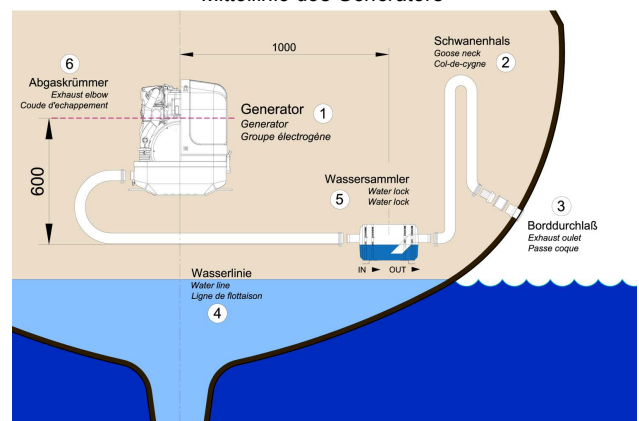 Mittellinie des Generators
1000
6
Abgaskrümmer
Exhaust elbow
Coude d'echappement
Schwanenhals
Goose neck
Col-de-cygne
2
Generator
Generator
Groupe électrogène
1
600
Wassersammler
Water lock
Water lock
5
3
Borddurchlaß
Exhaust oulet
Passe coque
IN
OUT
Wasserlinie
Water line
Ligne de flottaison
4